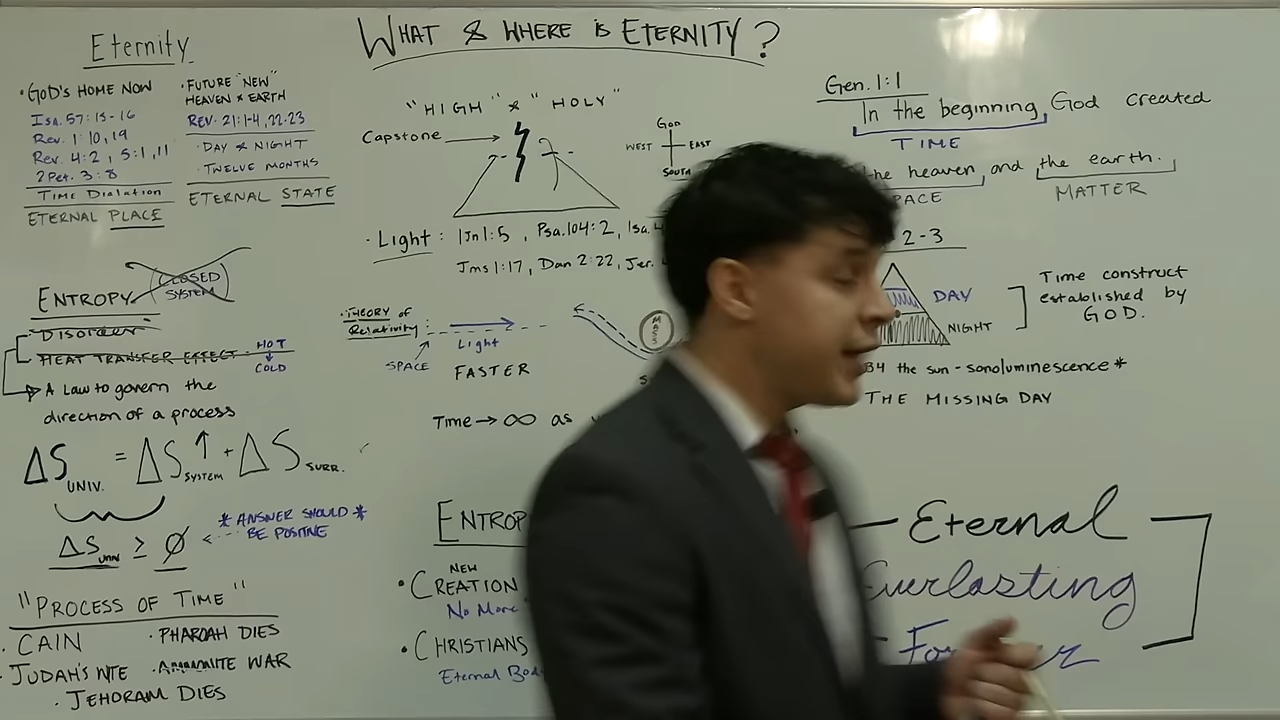 WHAT & WHERE IS ETERNITY?
Eternity
• GOD'S HOME NOW
Isa. 57:15-16
Rev. 1:10, 19
Rev. 4:2, 5:1, 11
2 Pet. 3:8
TIME DIALATION
ETERNAL PLACE
• FUTURE "NEW"
HEAVEN & EARTH
REV. 21:1-4, 22-23
• DAY & NIGHT
• TWELVE MONTHS
ETERNAL STATE
CLOSED
SYSTEM
ENTROPY
- Disorder
- HEAT TRANSFER EFFECT. HOT
COLD
A Law to govern the
direction of a process
ΔS UNIV. = ΔS SYSTEM ↑ + ΔS SURR.
* ANSWER SHOULD *
BE POSITIVE
ΔS UNIV ≥ Ø
"PROCESS OF TIME"
• CAIN
• PHAROAH DIES
• JUDAH'S WIFE
• AMMONITE WAR
• JEHORAM DIES
"HIGH" & "HOLY"
Capstone
God
WEST
EAST
SOUTH
• Light: 1Jn 1:5, Psa. 104:2, Isa.
Jms 1:17, Dan 2:22, Jer.
• THEORY of
Relativity:
Light
SPACE
FASTER
MASS
Time → ∞ as
ENTROP
NEW
• CREATION
No More
• CHRISTIANS
Eternal Bod
Gen. 1:1
In the beginning, God created
TIME
the heaven, and the earth.
PACE
MATTER
2-3
DAY
NIGHT
Time construct
established by
GOD.
B4 the sun - sonoluminescence*
THE MISSING DAY
Eternal
Everlasting